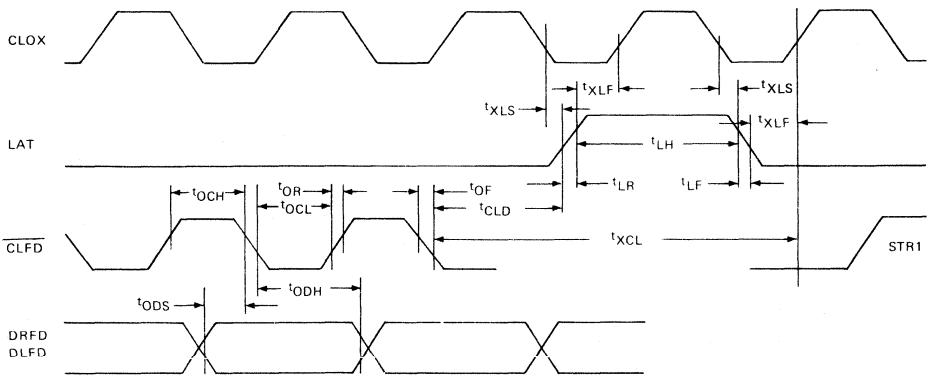 CLOX
tXLF
tXLS
tXLS
tXLF
LAT
tLH
tOCH
tOR
tOF
tLR
tLF
tOCL
tCLD
CLFD
tXCL
STR1
tODH
tODS
DRFD
DLFD